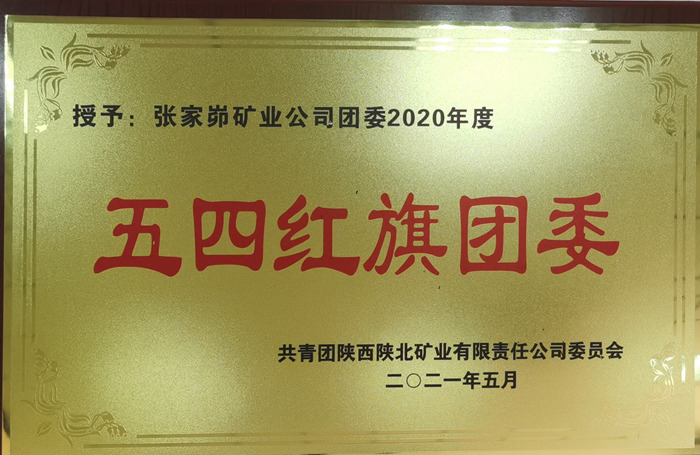 授予：张家峁矿业公司团委2020年度
五四红旗团委
共青团陕西陕北矿业有限责任公司委员会
二〇二一年五月